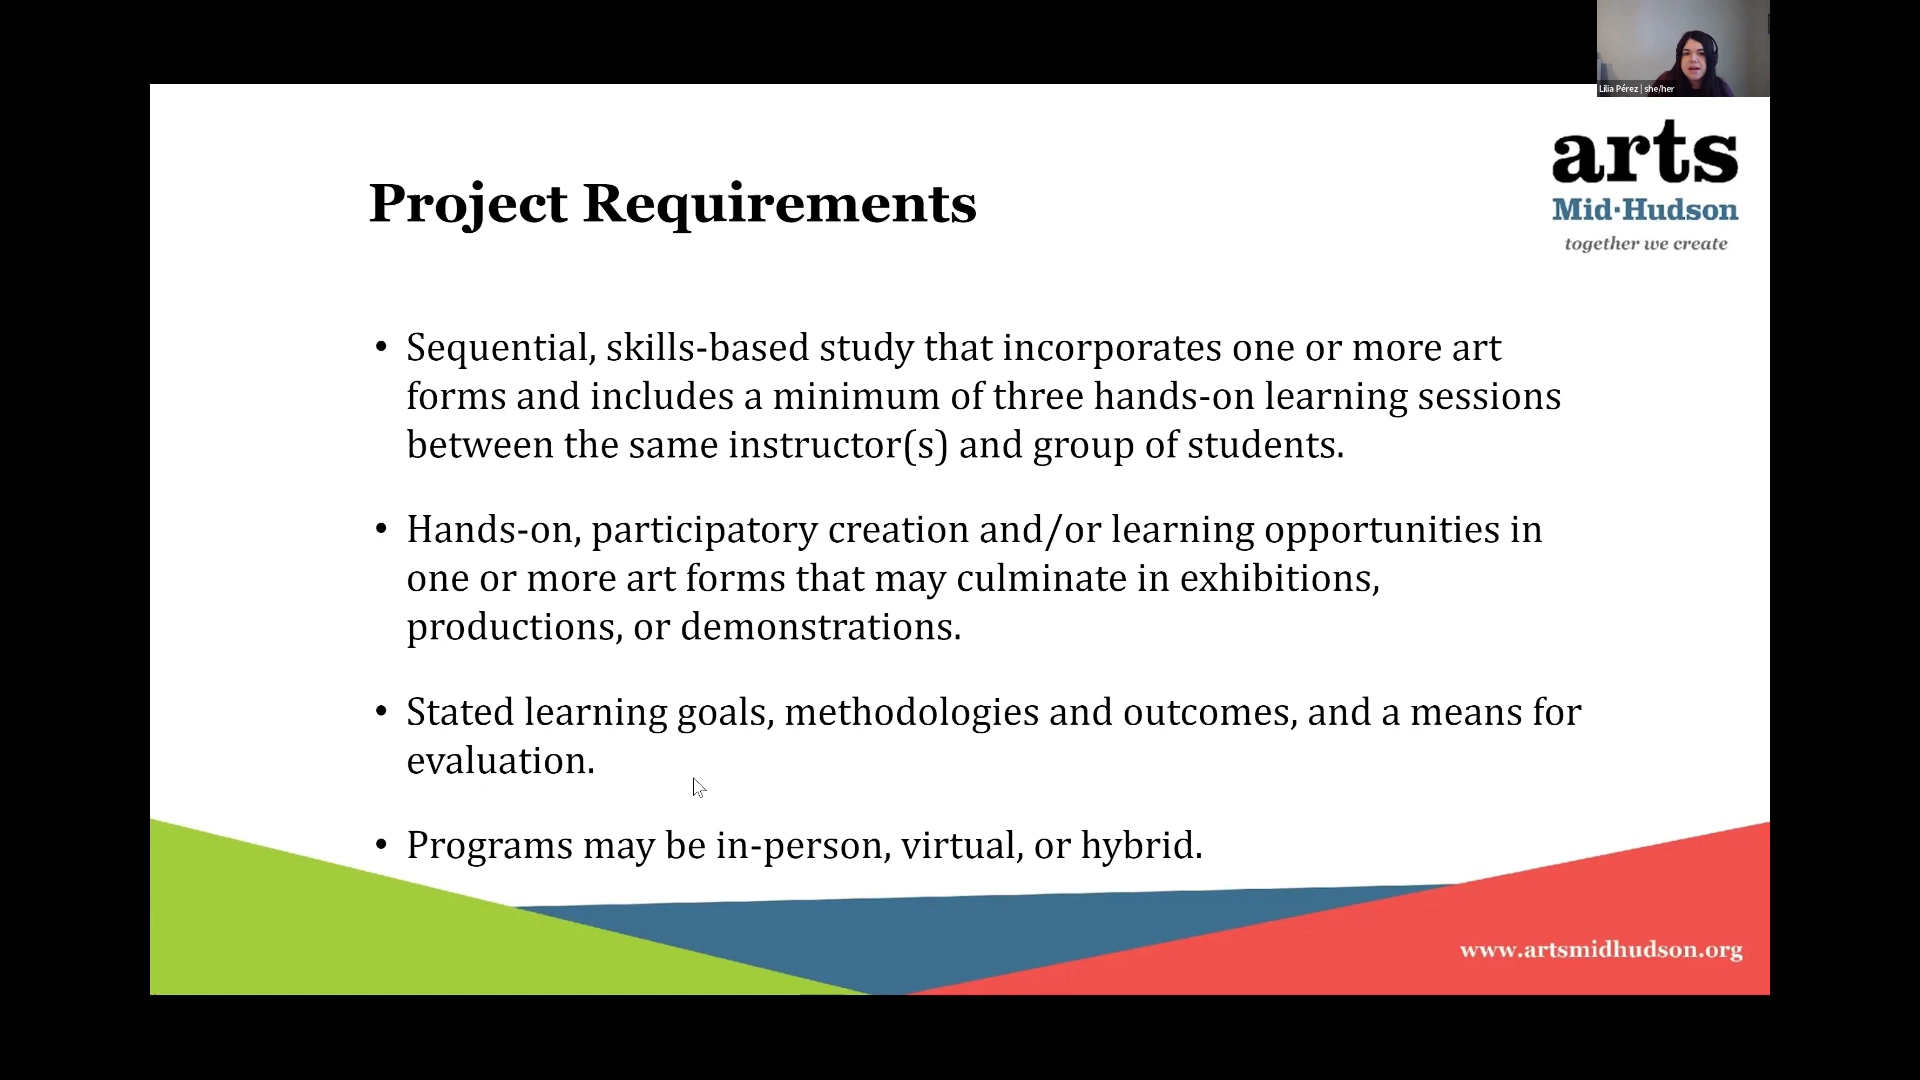 Lilia Pérez | she/her
arts
Mid·Hudson
together we create
Project Requirements
• Sequential, skills-based study that incorporates one or more art
forms and includes a minimum of three hands-on learning sessions
between the same instructor(s) and group of students.
• Hands-on, participatory creation and/or learning opportunities in
one or more art forms that may culminate in exhibitions,
productions, or demonstrations.
• Stated learning goals, methodologies and outcomes, and a means for
evaluation.
• Programs may be in-person, virtual, or hybrid.
www.artsmidhudson.org